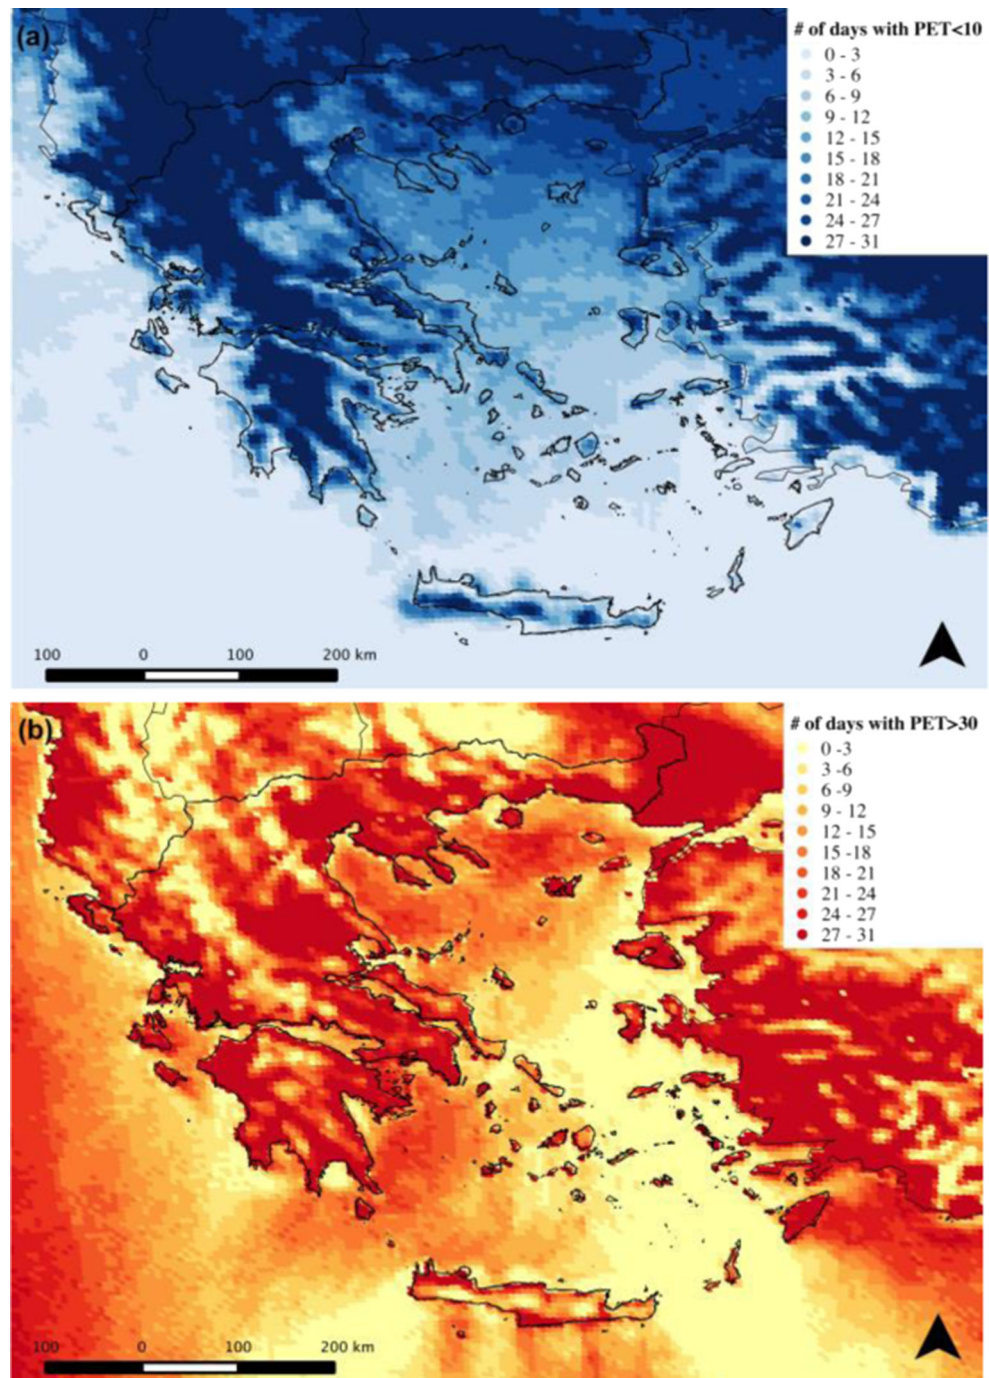 (a)
# of days with PET<10
0 - 3
3 - 6
6 - 9
9 - 12
12 - 15
15 - 18
18 - 21
21 - 24
24 - 27
27 - 31
100 0 100 200 km
(b)
# of days with PET>30
0 -3
3 -6
6 -9
9 - 12
12 - 15
15 -18
18 - 21
21 - 24
24 - 27
27 - 31
100 0 100 200 km